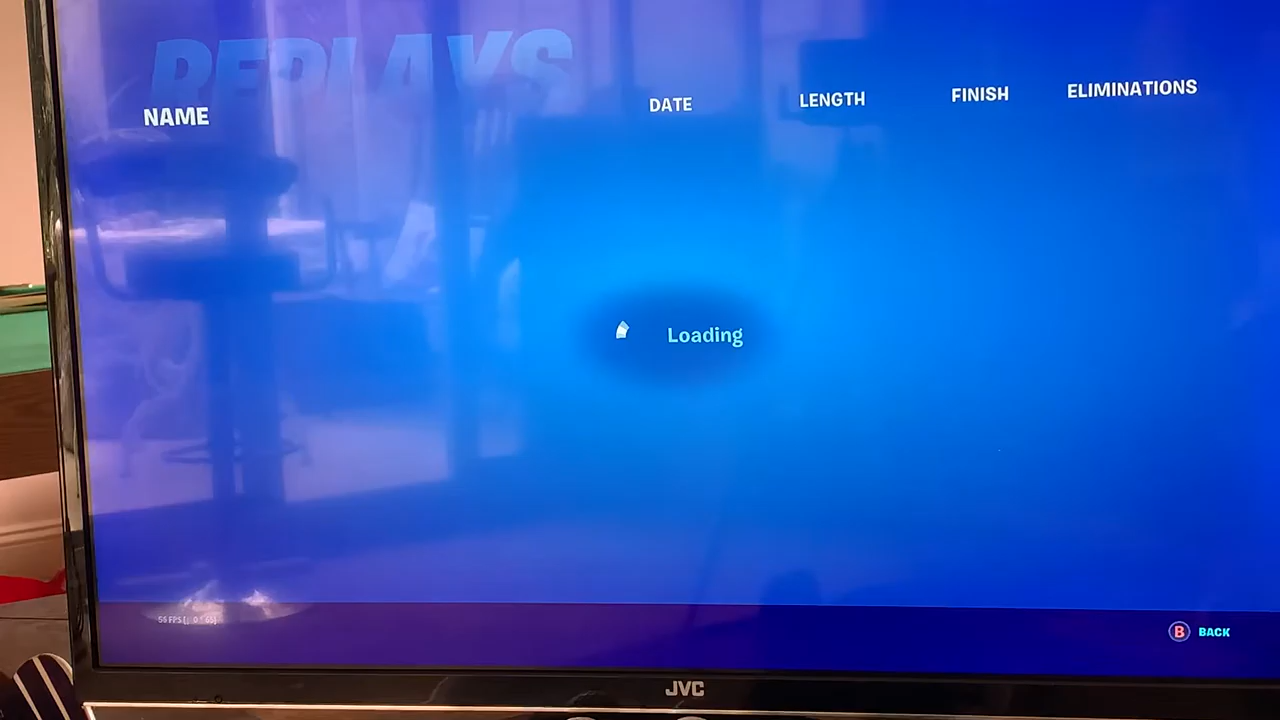 REPLAYS
NAME DATE LENGTH FINISH ELIMINATIONS
Loading
B BACK
JVC